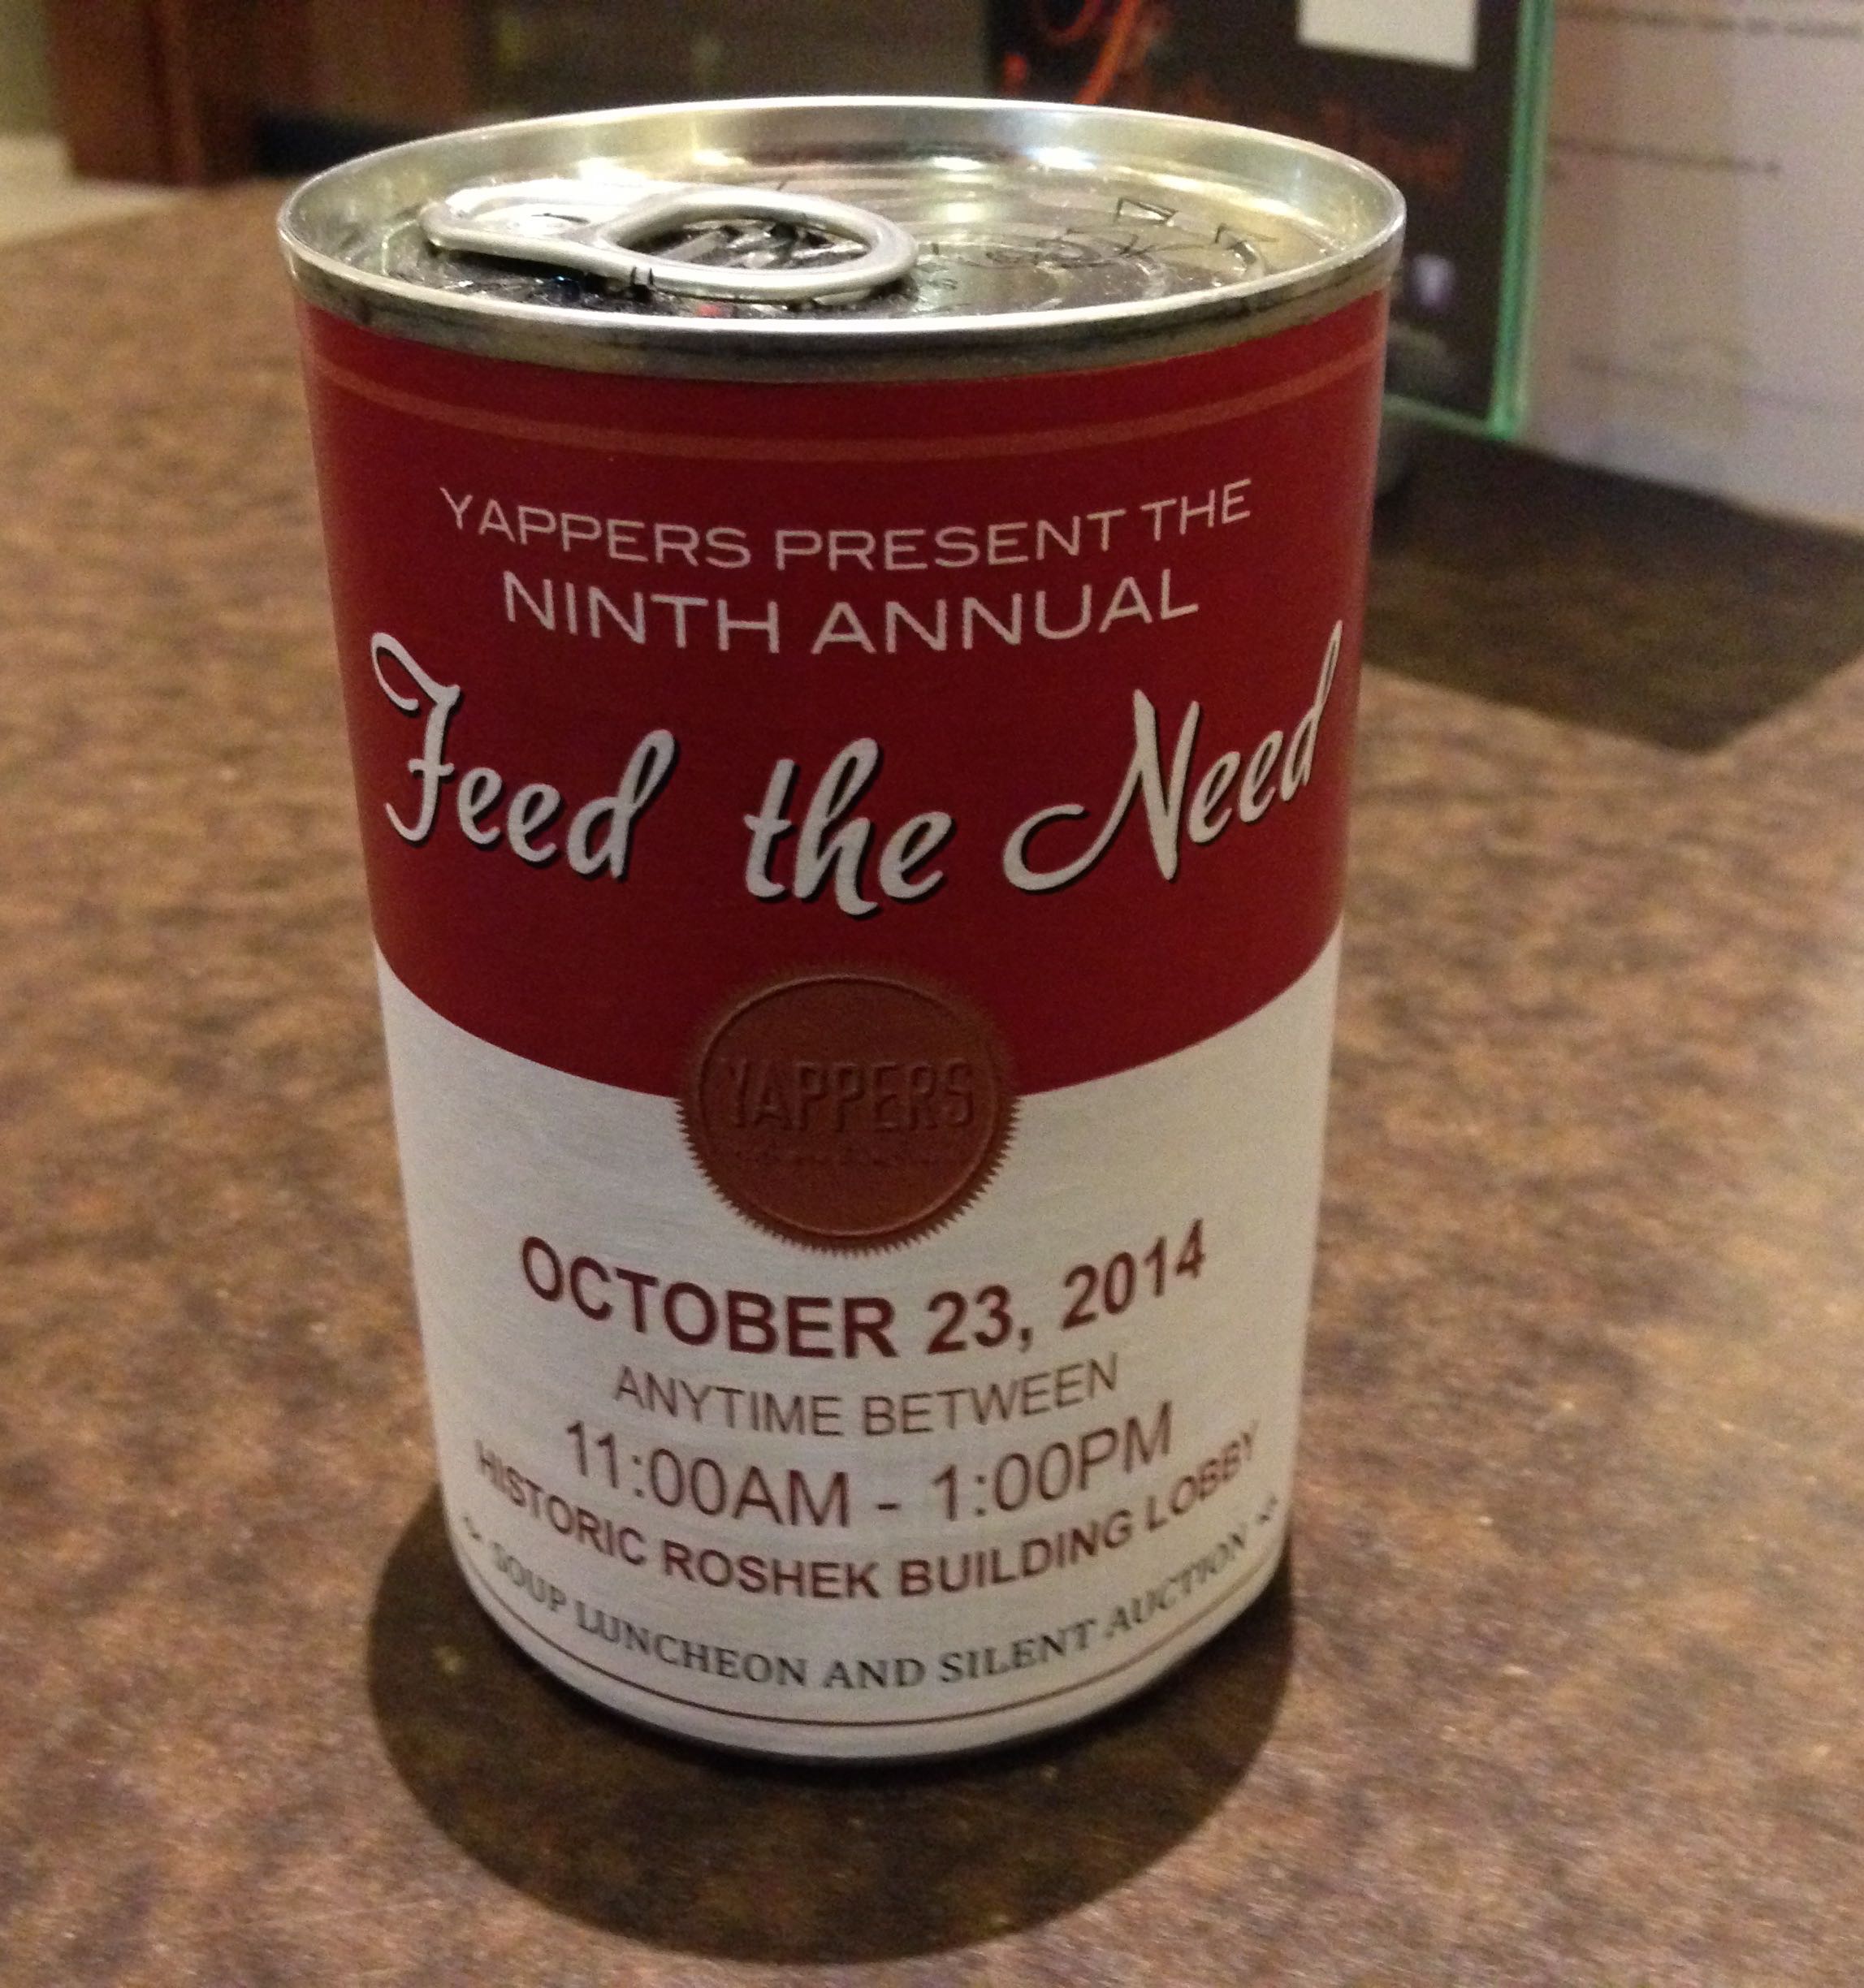 YAPPERS PRESENT THE
NINTH ANNUAL
Feed the Need
YAPPERS
OCTOBER 23, 2014
ANYTIME BETWEEN
11:00AM - 1:00PM
HISTORIC ROSHEK BUILDING LOBBY
SOUP LUNCHEON AND SILENT AUCTION